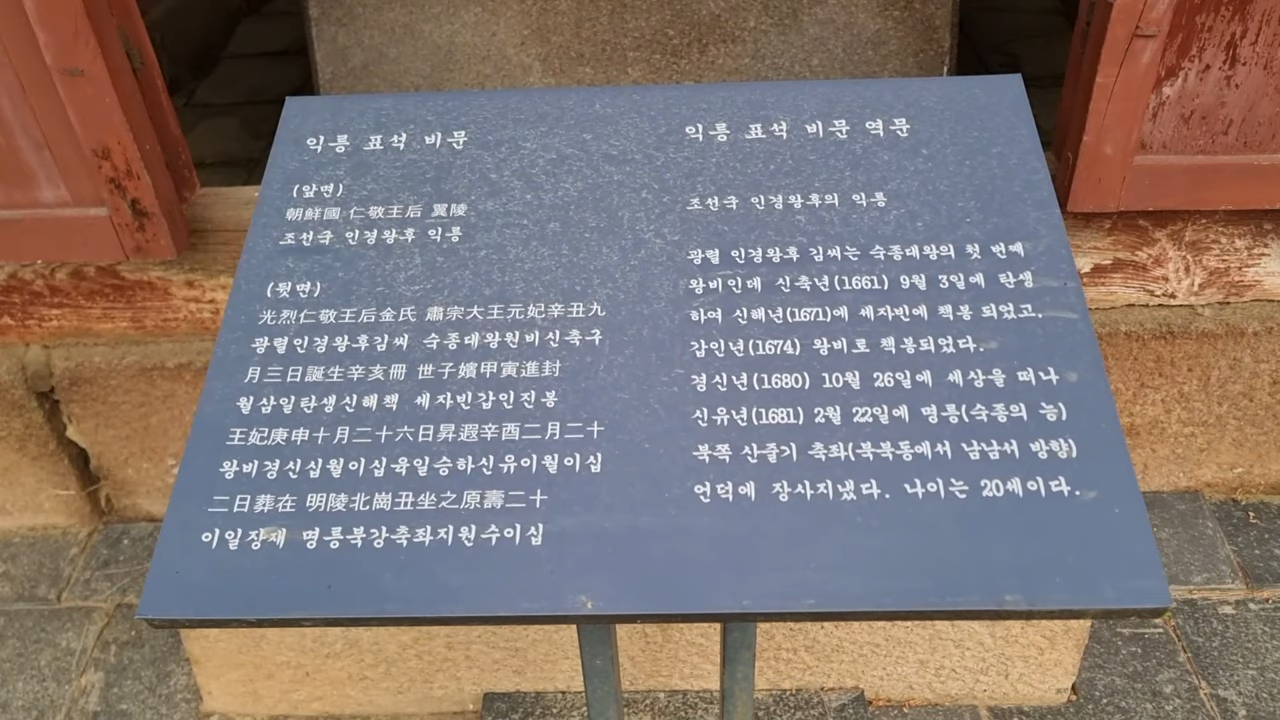 익릉 표석 비문
(앞면)
朝鮮國 仁敬王后 翼陵
조선국 인경왕후 익릉
(뒷면)
光烈仁敬王后金氏 肅宗大王元妃辛丑九
광렬인경왕후김씨 숙종대왕원비신축구
月三日誕生辛亥冊 世子嬪甲寅進封
월삼일탄생신해책 세자빈갑인진봉
王妃庚申十月二十六日昇遐辛酉二月二十
왕비경신십월이십육일승하신유이월이십
二日葬在 明陵北崗丑坐之原壽二十
이일장재 명릉북강축좌지원수이십
익릉 표석 비문 역문
조선국 인경왕후의 익릉
광렬 인경왕후 김씨는 숙종대왕의 첫 번째
왕비인데 신축년(1661) 9월 3일에 탄생
하여 신해년(1671)에 세자빈에 책봉 되었고,
갑인년(1674) 왕비로 책봉되었다.
경신년(1680) 10월 26일에 세상을 떠나
신유년(1681) 2월 22일에 명릉(숙종의 능)
북쪽 산줄기 축좌(북북동에서 남남서 방향)
언덕에 장사지냈다. 나이는 20세이다.